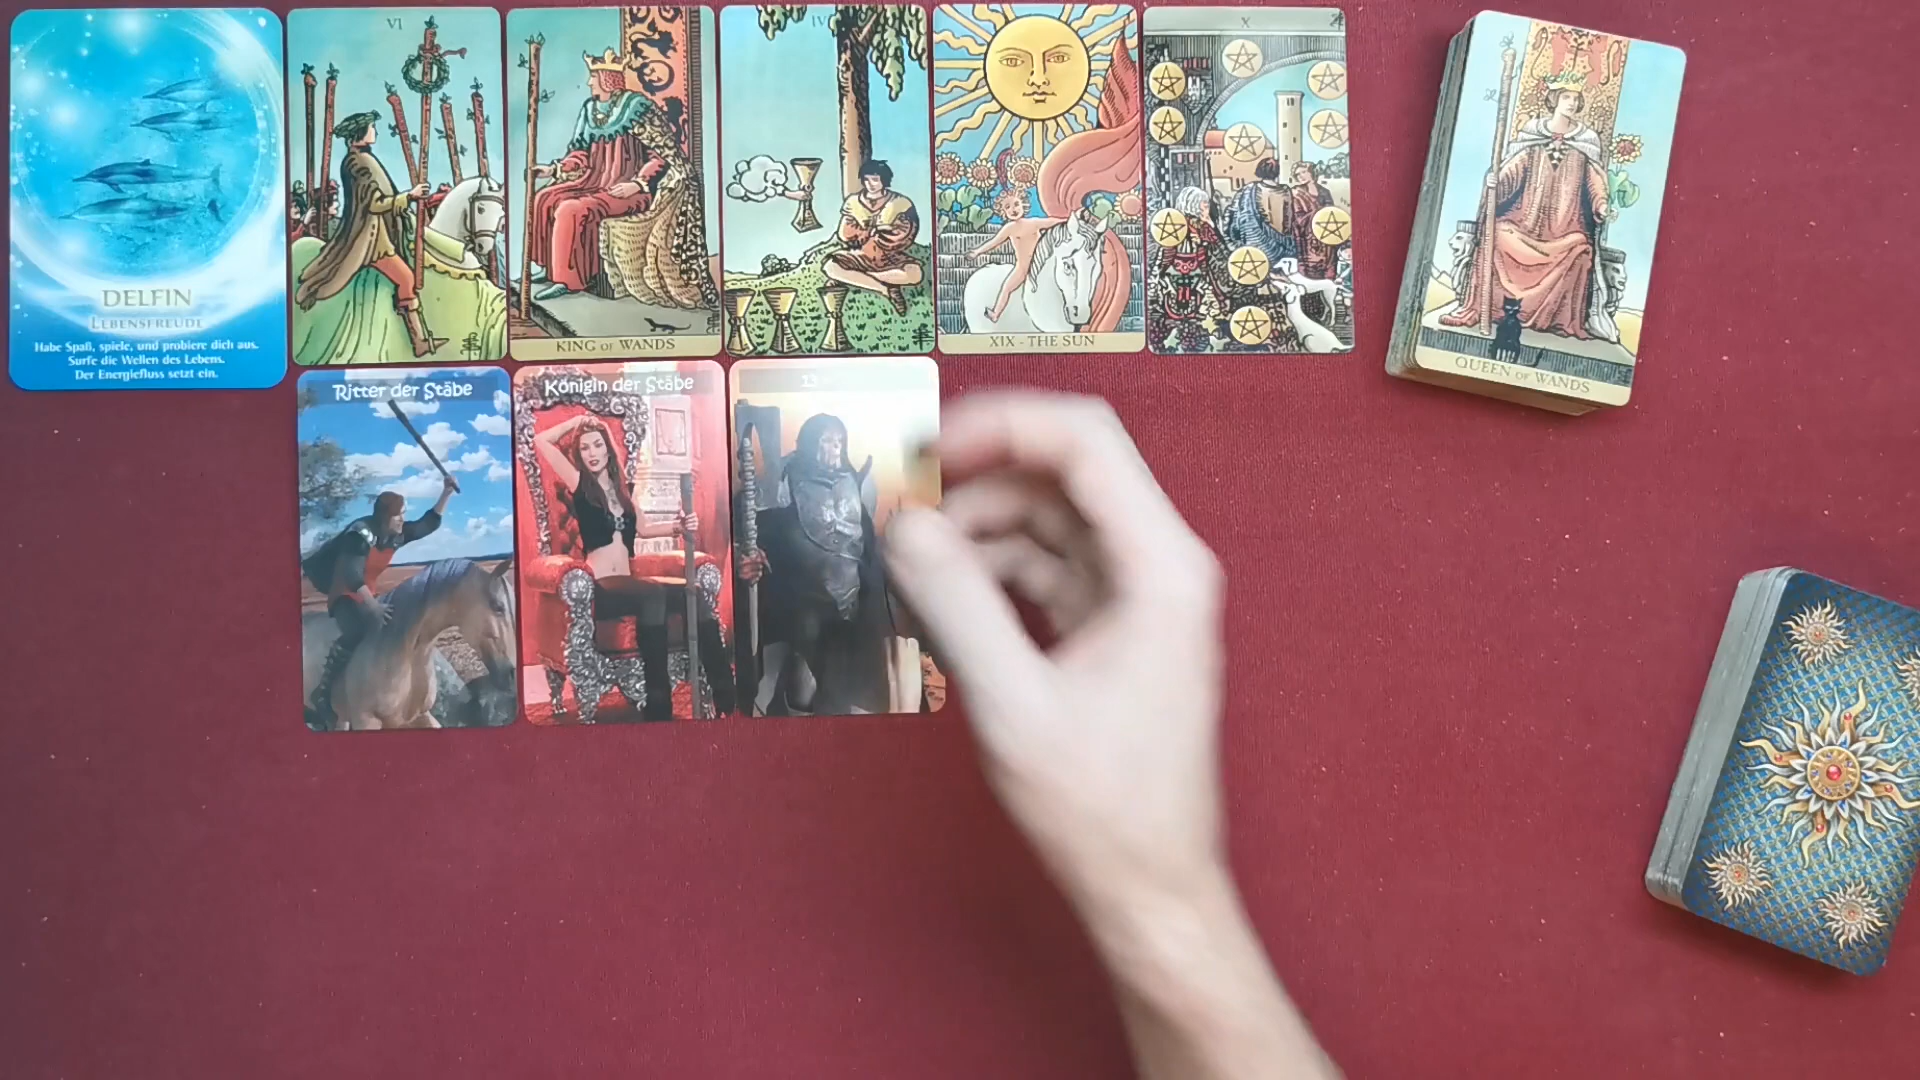 DELFIN
LEBENSFREUDE
Habe Spaß, spiele, und probiere dich aus.
Surfe die Wellen des Lebens.
Der Energiefluss setzt ein.
VI
KING OF WANDS
IV
XIX - THE SUN
X
QUEEN OF WANDS
Ritter der Stäbe
Königin der Stäbe
13